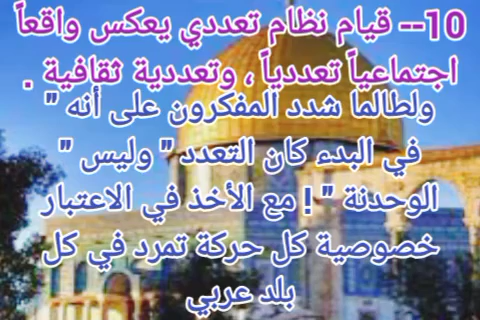 10-- قيام نظام تعددي يعكس واقعاً
اجتماعياً تعددياً ، وتعددية ثقافية .
ولطالما شدد المفكرون على أنه "
في البدء كان التعدد " وليس "
الوحدنة " ! مع الأخذ في الاعتبار
خصوصية كل حركة تمرد في كل
بلد عربي